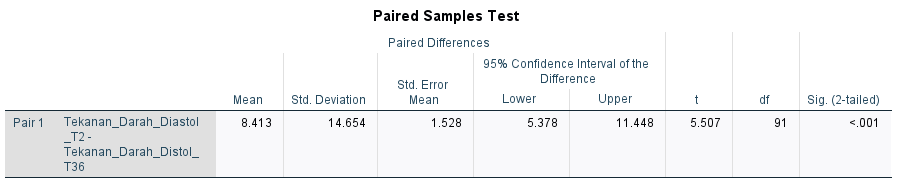 Paired Samples Test
Paired Differences
95% Confidence Interval of the
Difference
Std. Error
Mean
Mean Std. Deviation Lower Upper t df Sig. (2-tailed)
Pair 1 Tekanan_Darah_Diastol 8.413 14.654 1.528 5.378 11.448 5.507 91 <.001
_T2 -
Tekanan_Darah_Distol_
T36